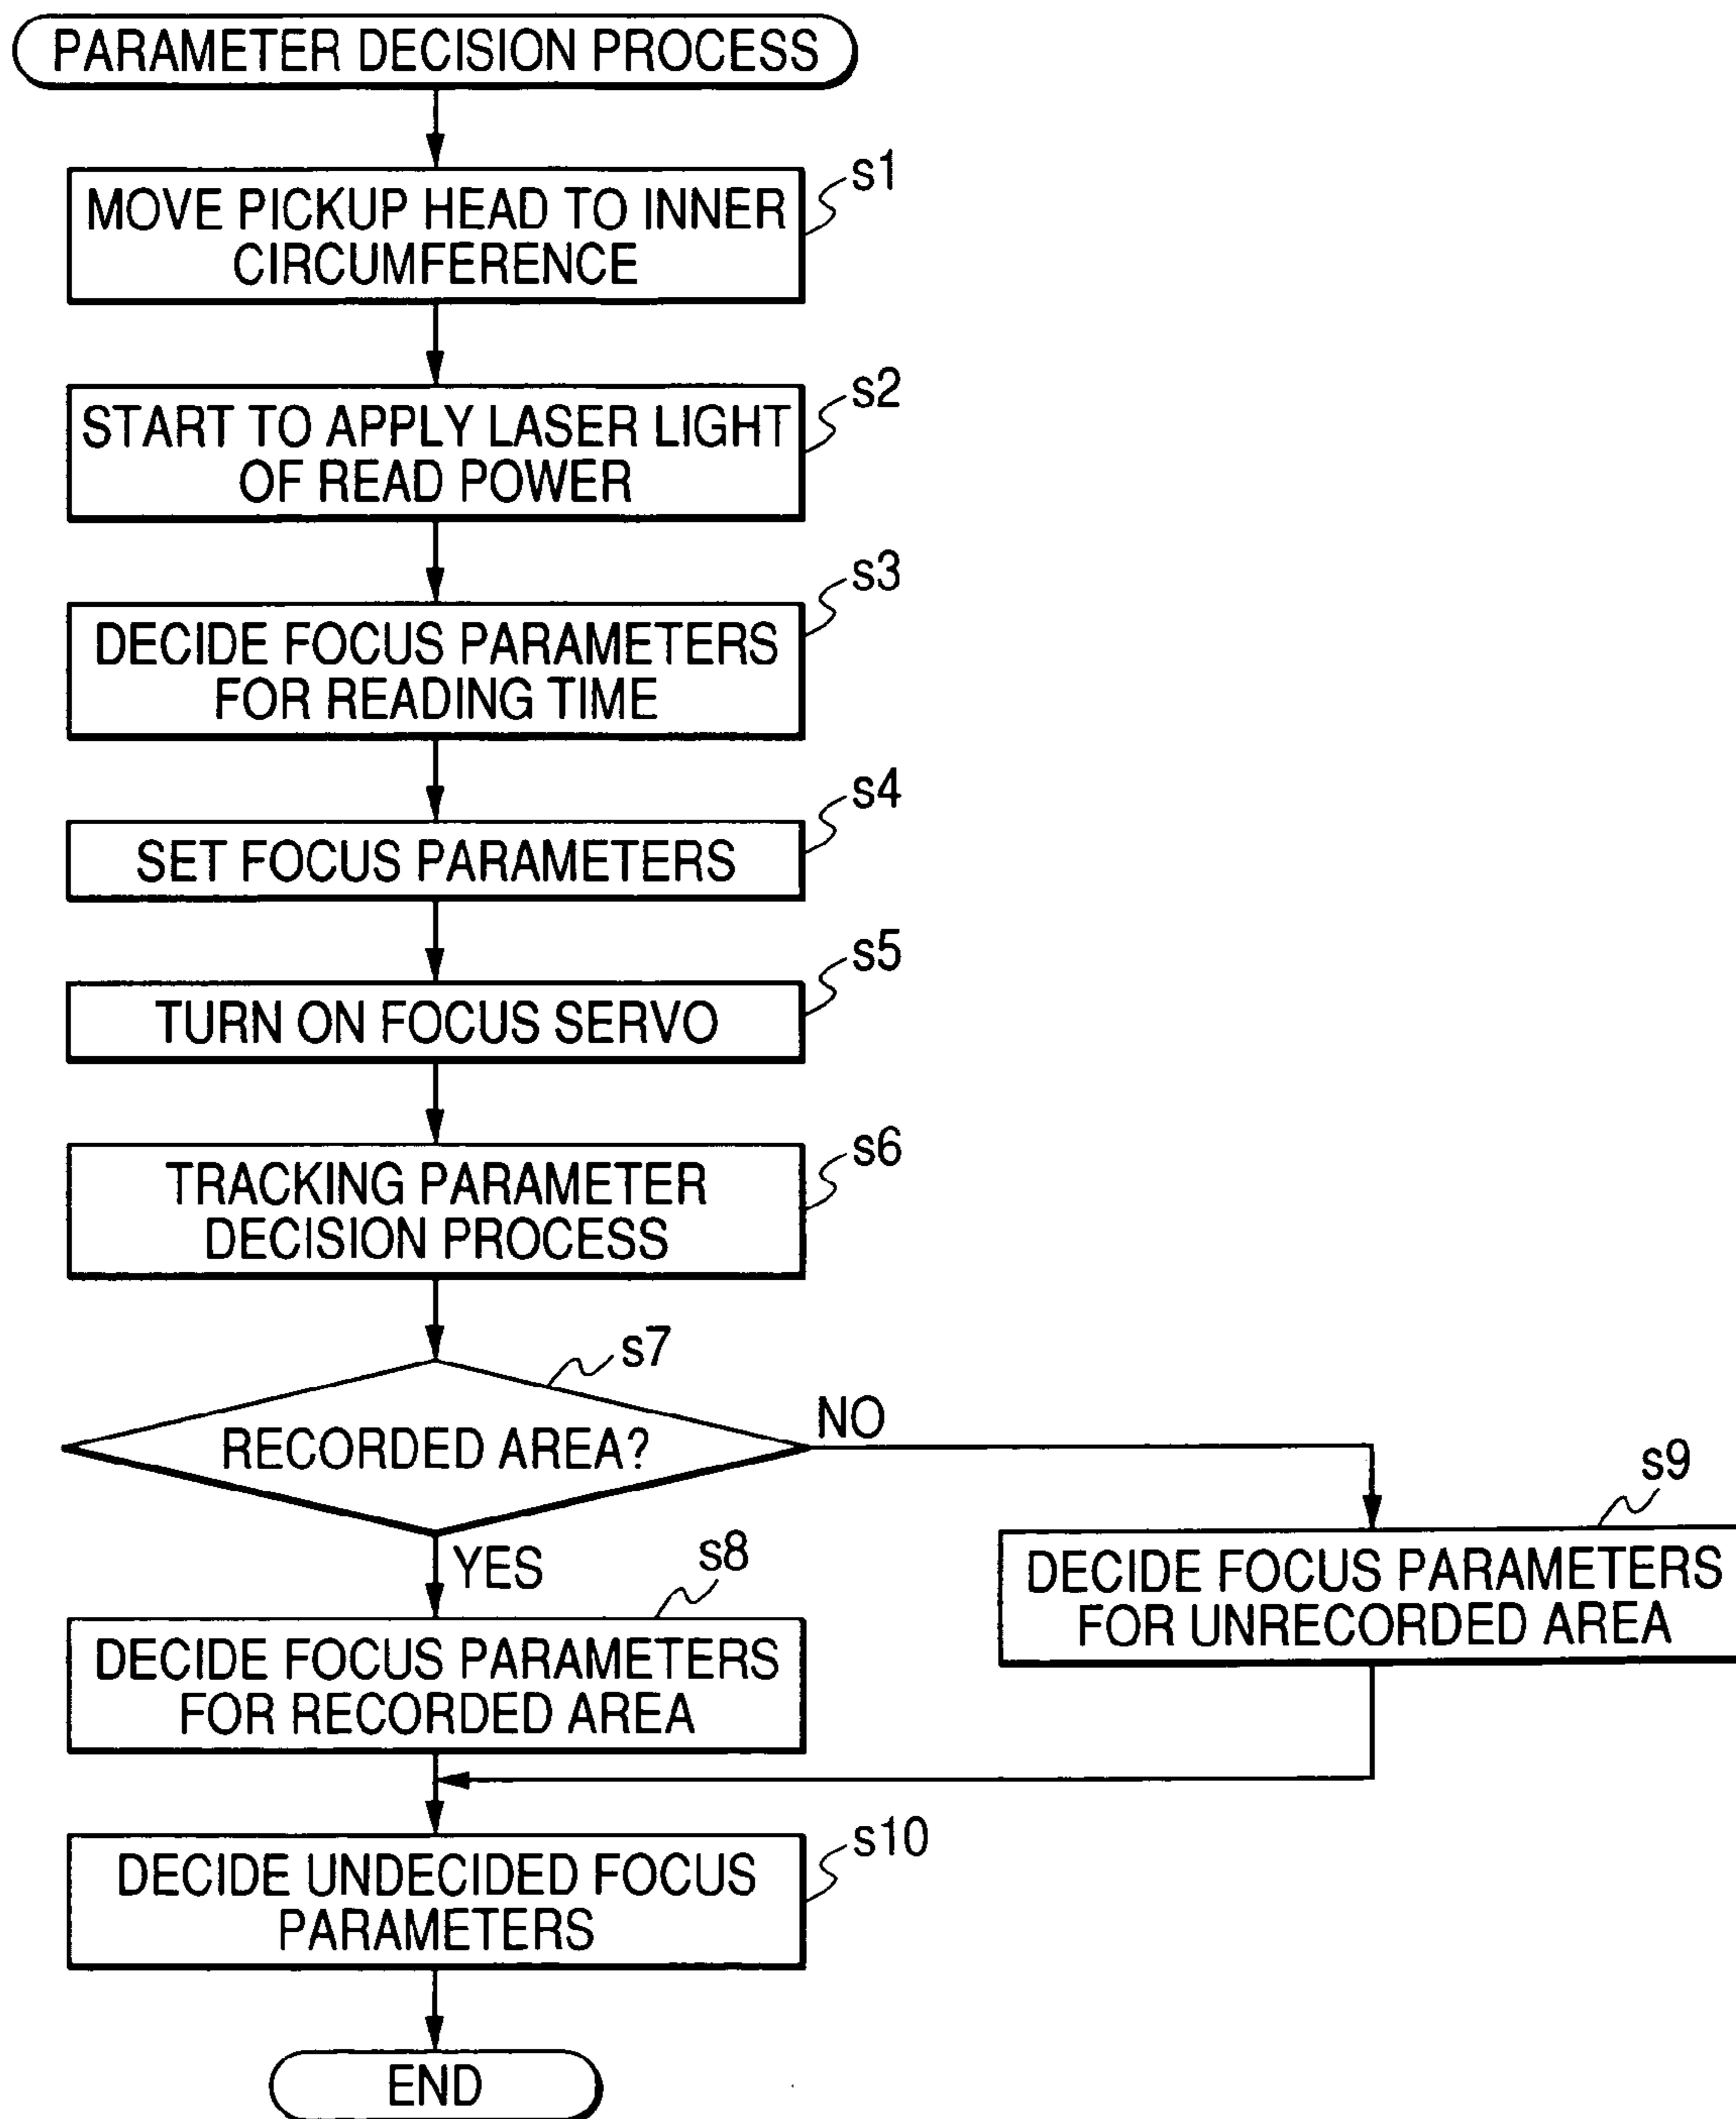 PARAMETER DECISION PROCESS
s1
MOVE PICKUP HEAD TO INNER
CIRCUMFERENCE
s2
START TO APPLY LASER LIGHT
OF READ POWER
s3
DECIDE FOCUS PARAMETERS
FOR READING TIME
s4
SET FOCUS PARAMETERS
s5
TURN ON FOCUS SERVO
s6
TRACKING PARAMETER
DECISION PROCESS
s7
RECORDED AREA?
NO
YES
s8
DECIDE FOCUS PARAMETERS
FOR RECORDED AREA
s9
DECIDE FOCUS PARAMETERS
FOR UNRECORDED AREA
s10
DECIDE UNDECIDED FOCUS
PARAMETERS
END